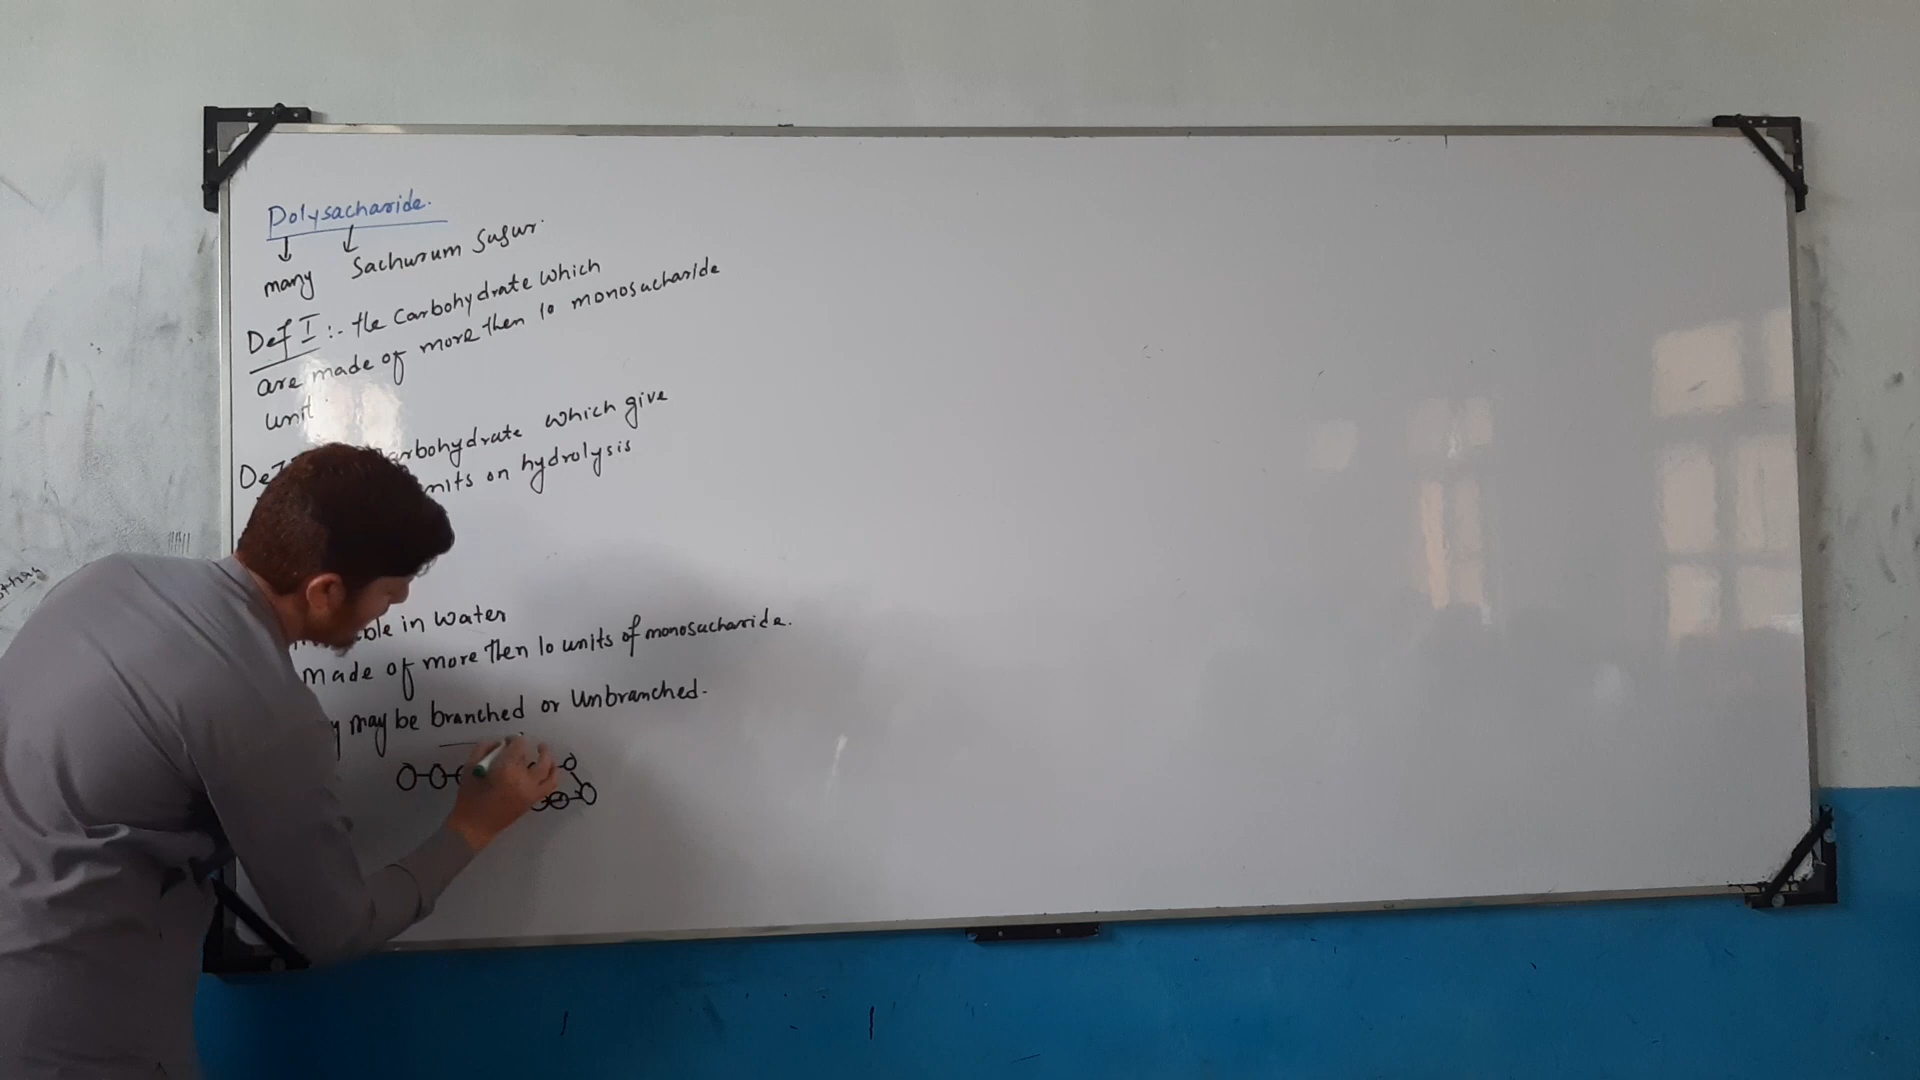 Polysacharide.
many Sachurum Sugur.
Def I :- the Carbohydrate which
are made of more then 10 monosacharide
unit.
which give
on hydrolysis
in water
made of more then 10 units of monosacharide.
may be branched or Unbranched.